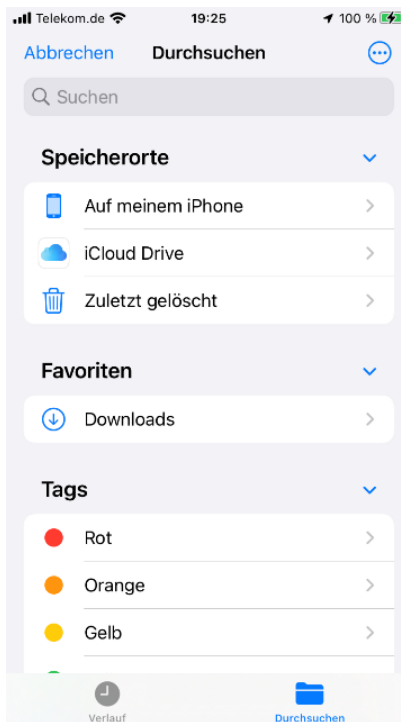 Telekom.de 19:25 100 %
Abbrechen Durchsuchen
Suchen
Speicherorte
Auf meinem iPhone
iCloud Drive
Zuletzt gelöscht
Favoriten
Downloads
Tags
Rot
Orange
Gelb
Verlauf Durchsuchen